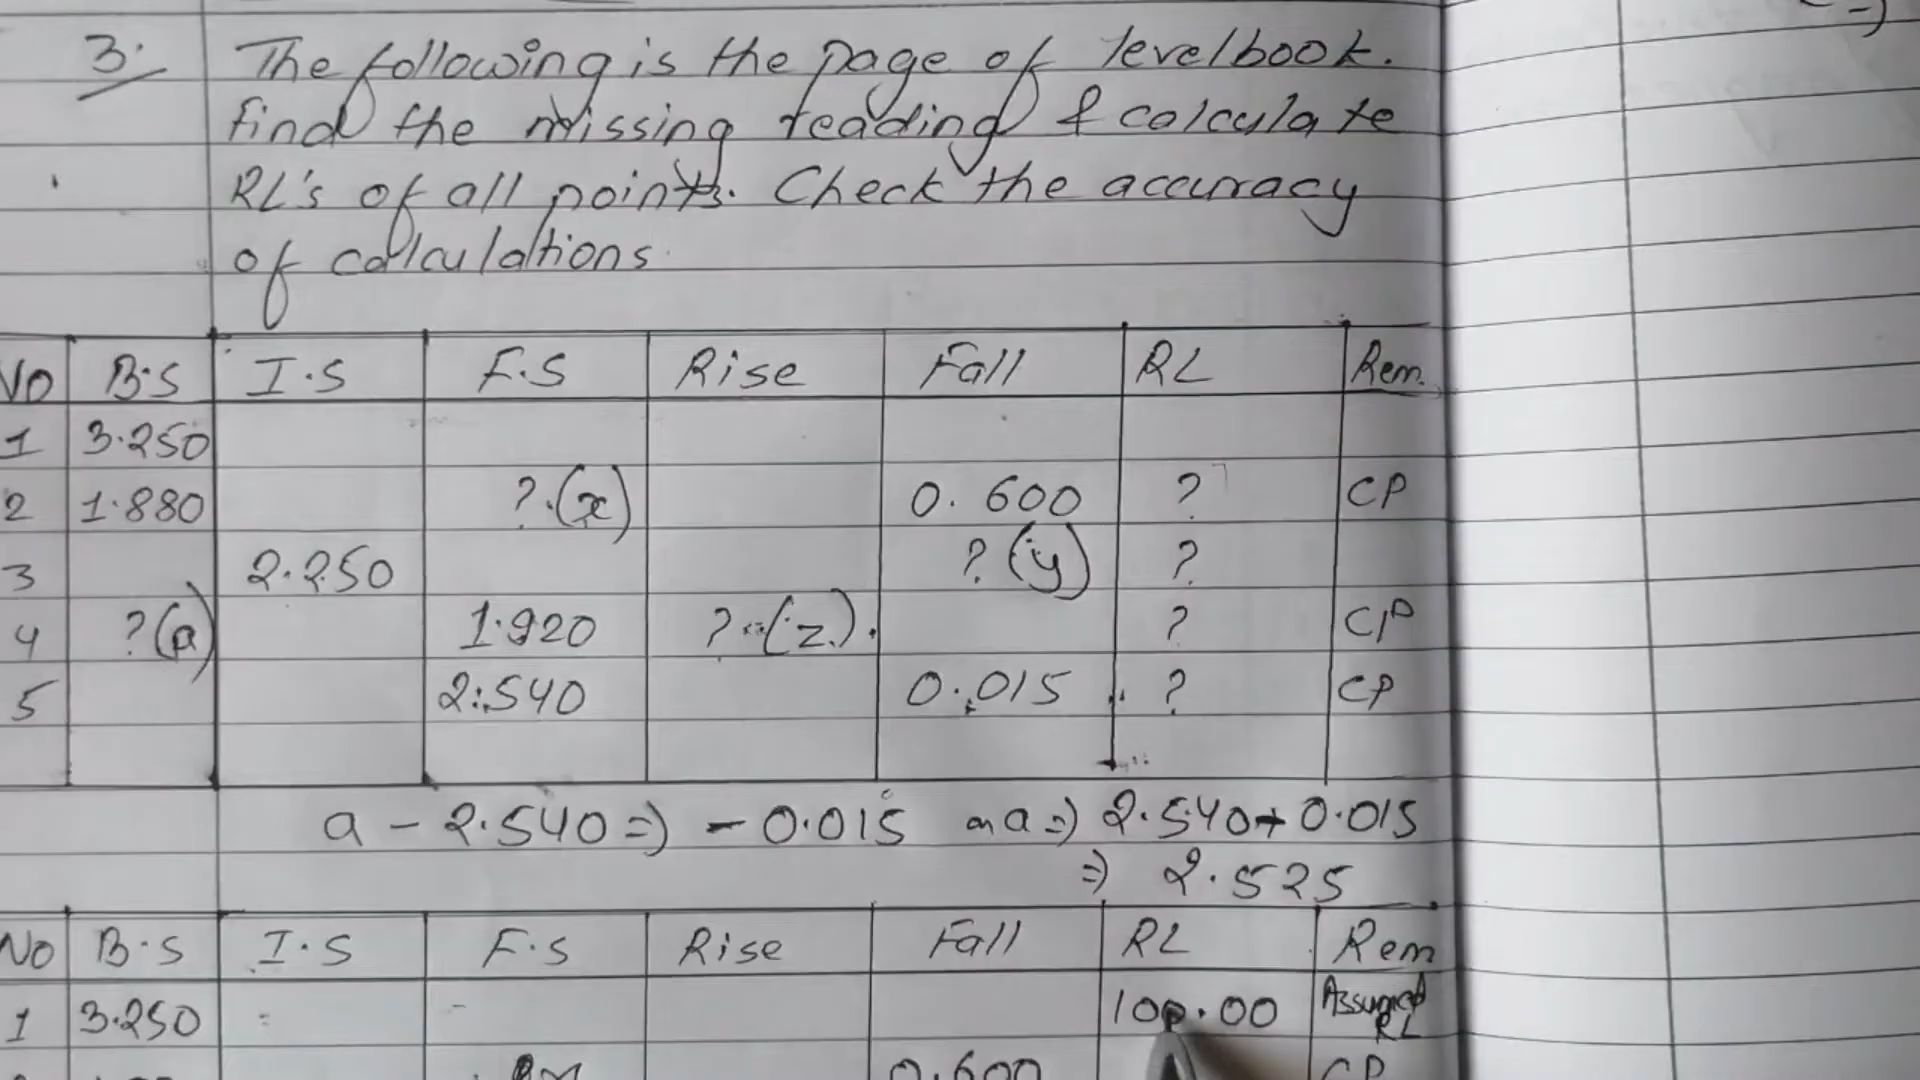 3.
The following is the page of levelbook.
find the missing reading & calculate
RL's of all points. Check the accuracy
of calculations.
NO B.S I.S F.S Rise Fall RL Rem.
1 3.250
2 1.880 ?(x) 0.600 ? CP
3 2.250 ?(y) ?
4 ?(a) 1.920 ?(z) ? CP
5 2.540 0.015 ? CP
a - 2.540 => - 0.015 a => 2.540 + 0.015
=> 2.525
NO B.S I.S F.S Rise Fall RL Rem
1 3.250 100.00 Assumed RL
0.600 CP